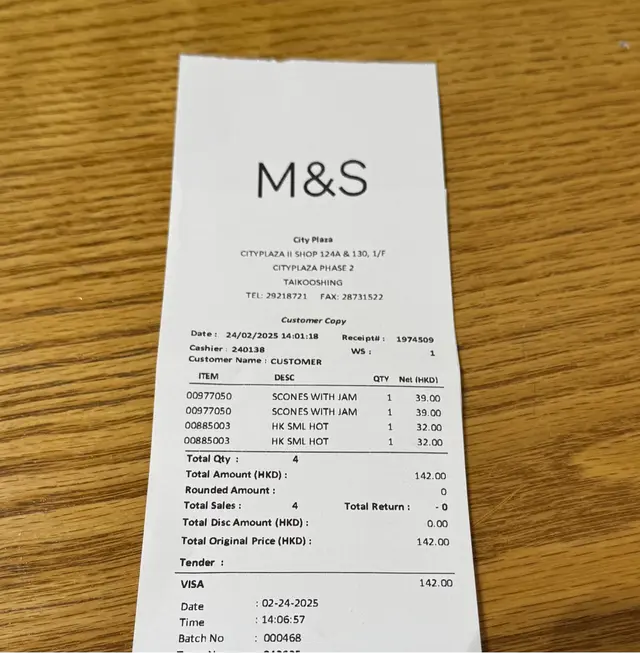 M&S
City Plaza
CITYPLAZA II SHOP 124A & 130, 1/F
CITYPLAZA PHASE 2
TAIKOOSHING
TEL: 29218721 FAX: 28731522
Customer Copy
Date : 24/02/2025 14:01:18 Receipt# : 1974509
Cashier : 240138 WS : 1
Customer Name : CUSTOMER
ITEM DESC QTY Net (HKD)
00977050 SCONES WITH JAM 1 39.00
00977050 SCONES WITH JAM 1 39.00
00885003 HK SML HOT 1 32.00
00885003 HK SML HOT 1 32.00
Total Qty : 4
Total Amount (HKD) : 142.00
Rounded Amount : 0
Total Sales : 4 Total Return : - 0
Total Disc Amount (HKD) : 0.00
Total Original Price (HKD) : 142.00
Tender :
VISA 142.00
Date : 02-24-2025
Time : 14:06:57
Batch No : 000468